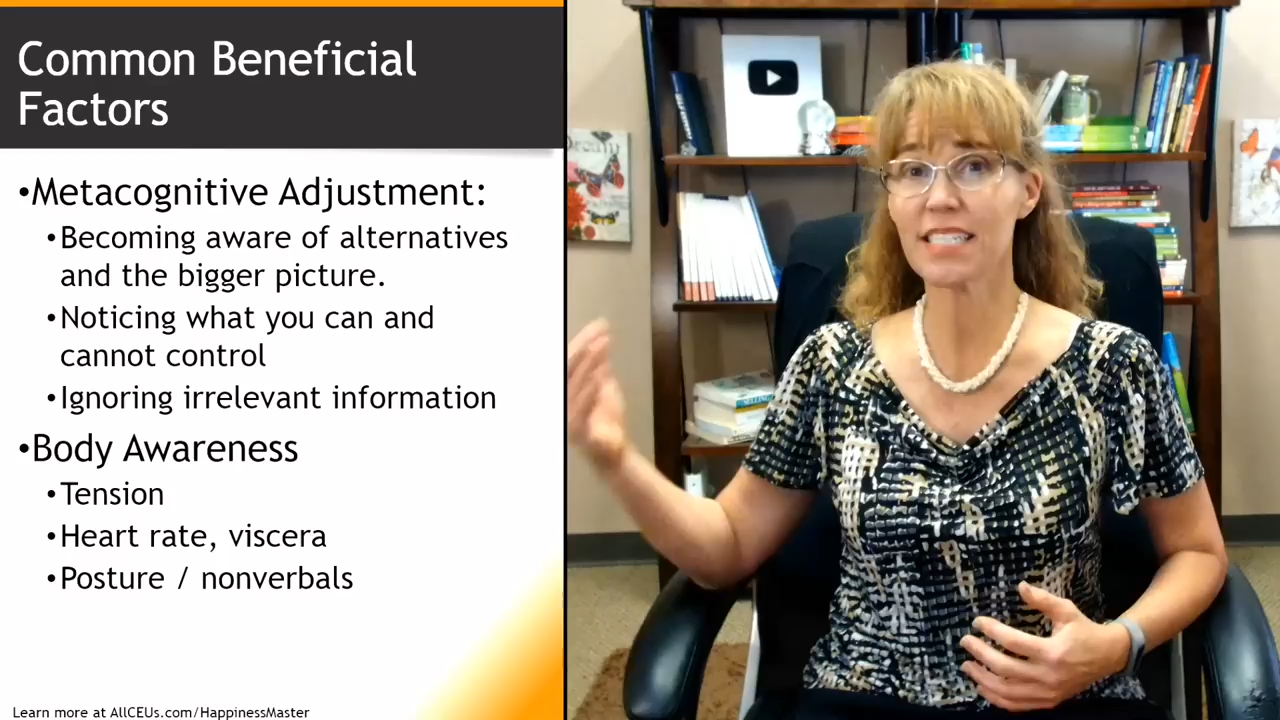 Common Beneficial
Factors
•Metacognitive Adjustment:
•Becoming aware of alternatives
and the bigger picture.
•Noticing what you can and
cannot control
•Ignoring irrelevant information
•Body Awareness
•Tension
•Heart rate, viscera
•Posture / nonverbals
Learn more at AllCEUs.com/HappinessMaster
SELLING